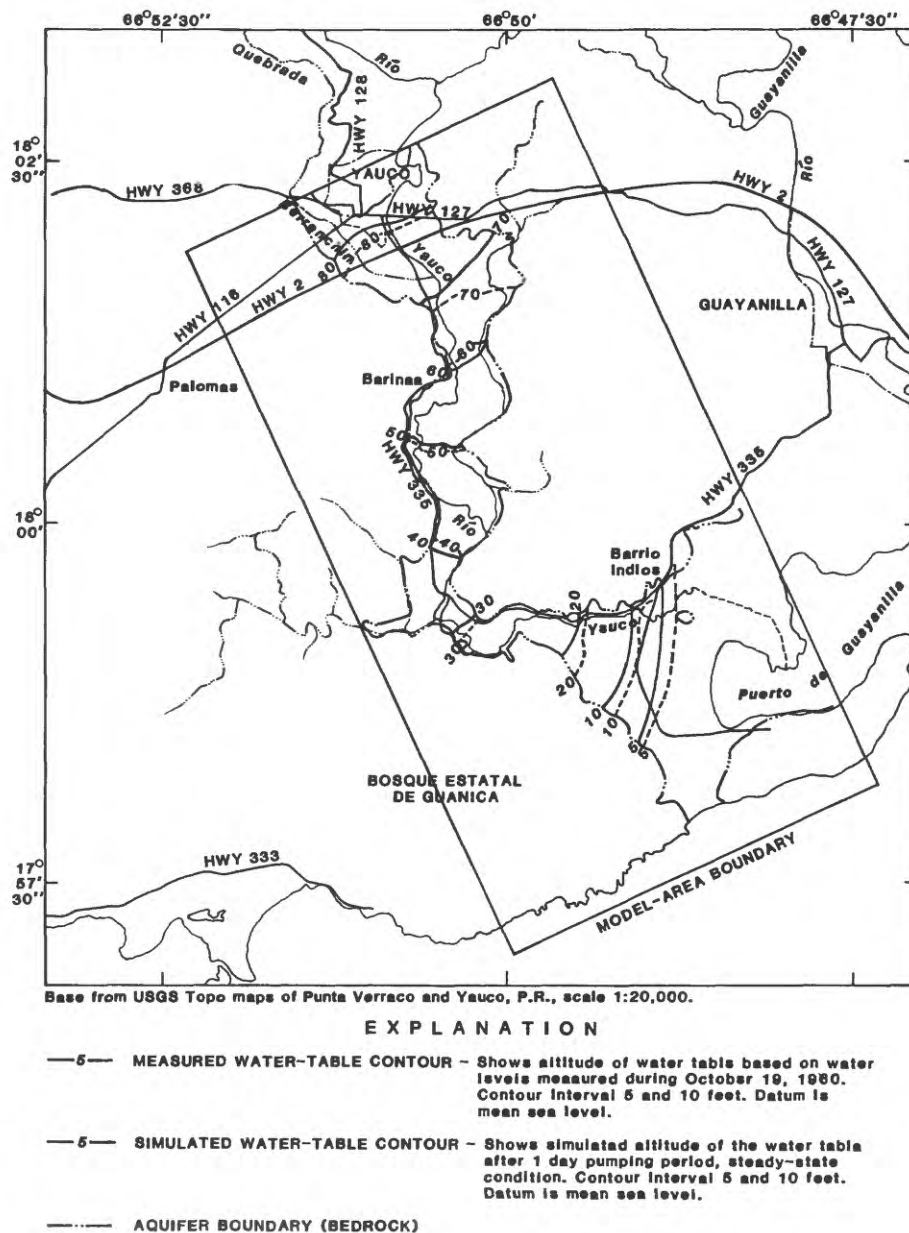 66°52'30" 66°50' 66°47'30"
Quebrada
Río
HWY 128
Guayanilla
Rio
18°
02'
30"
YAUCO
HWY 368
HWY 127
HWY 2
Berrenchin
80
80
70
Yauco
HWY 2
HWY 116
70
HWY 127
GUAYANILLA
Palomas
Barinas
60
60
50
50
HWY 335
HWY 335
Río
18°
00'
40
40
Barrio
Indios
30
30
20
Yauco
20
Puerto de Guayanilla
10
10
5
5
BOSQUE ESTATAL
DE GUANICA
17°
57'
30"
HWY 333
MODEL-AREA BOUNDARY
Base from USGS Topo maps of Punta Verraco and Yauco, P.R., scale 1:20,000.
EXPLANATION
5 MEASURED WATER-TABLE CONTOUR - Shows altitude of water table based on water
levels measured during October 19, 1960.
Contour Interval 5 and 10 feet. Datum is
mean sea level.
5 SIMULATED WATER-TABLE CONTOUR - Shows simulated altitude of the water table
after 1 day pumping period, steady-state
condition. Contour Interval 5 and 10 feet.
Datum is mean sea level.
AQUIFER BOUNDARY (BEDROCK)